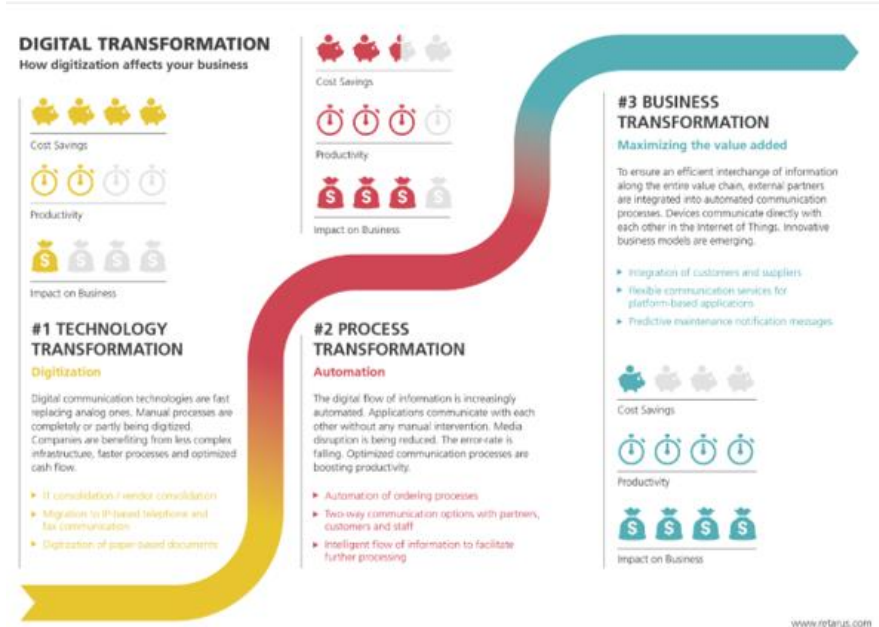 DIGITAL TRANSFORMATION
How digitization affects your business
Cost Savings
Productivity
Impact on Business
#1 TECHNOLOGY
TRANSFORMATION
Digitization
Digital communication technologies are fast
replacing analog ones. Manual processes are
completely or partly being digitized.
Companies are benefiting from less complex
infrastructure, faster processes and optimized
cash flow.
IT consolidation / vendor consolidation
Migration to IP-based telephone and
fax communication
Digitization of paper-based documents
Cost Savings
Productivity
Impact on Business
#2 PROCESS
TRANSFORMATION
Automation
The digital flow of information is increasingly
automated. Applications communicate with each
other without any manual intervention. Media
disruption is being reduced. The error-rate is
falling. Optimized communication processes are
boosting productivity.
Automation of ordering processes
Two-way communication options with partners,
customers and staff
Intelligent flow of information to facilitate
further processing
#3 BUSINESS
TRANSFORMATION
Maximizing the value added
To ensure an efficient interchange of information
along the entire value chain, external partners
are integrated into automated communication
processes. Devices communicate directly with
each other in the Internet of Things. Innovative
business models are emerging.
Integration of customers and suppliers
Flexible communication services for
platform-based applications
Predictive maintenance notification messages
Cost Savings
Productivity
Impact on Business
www.retarus.com